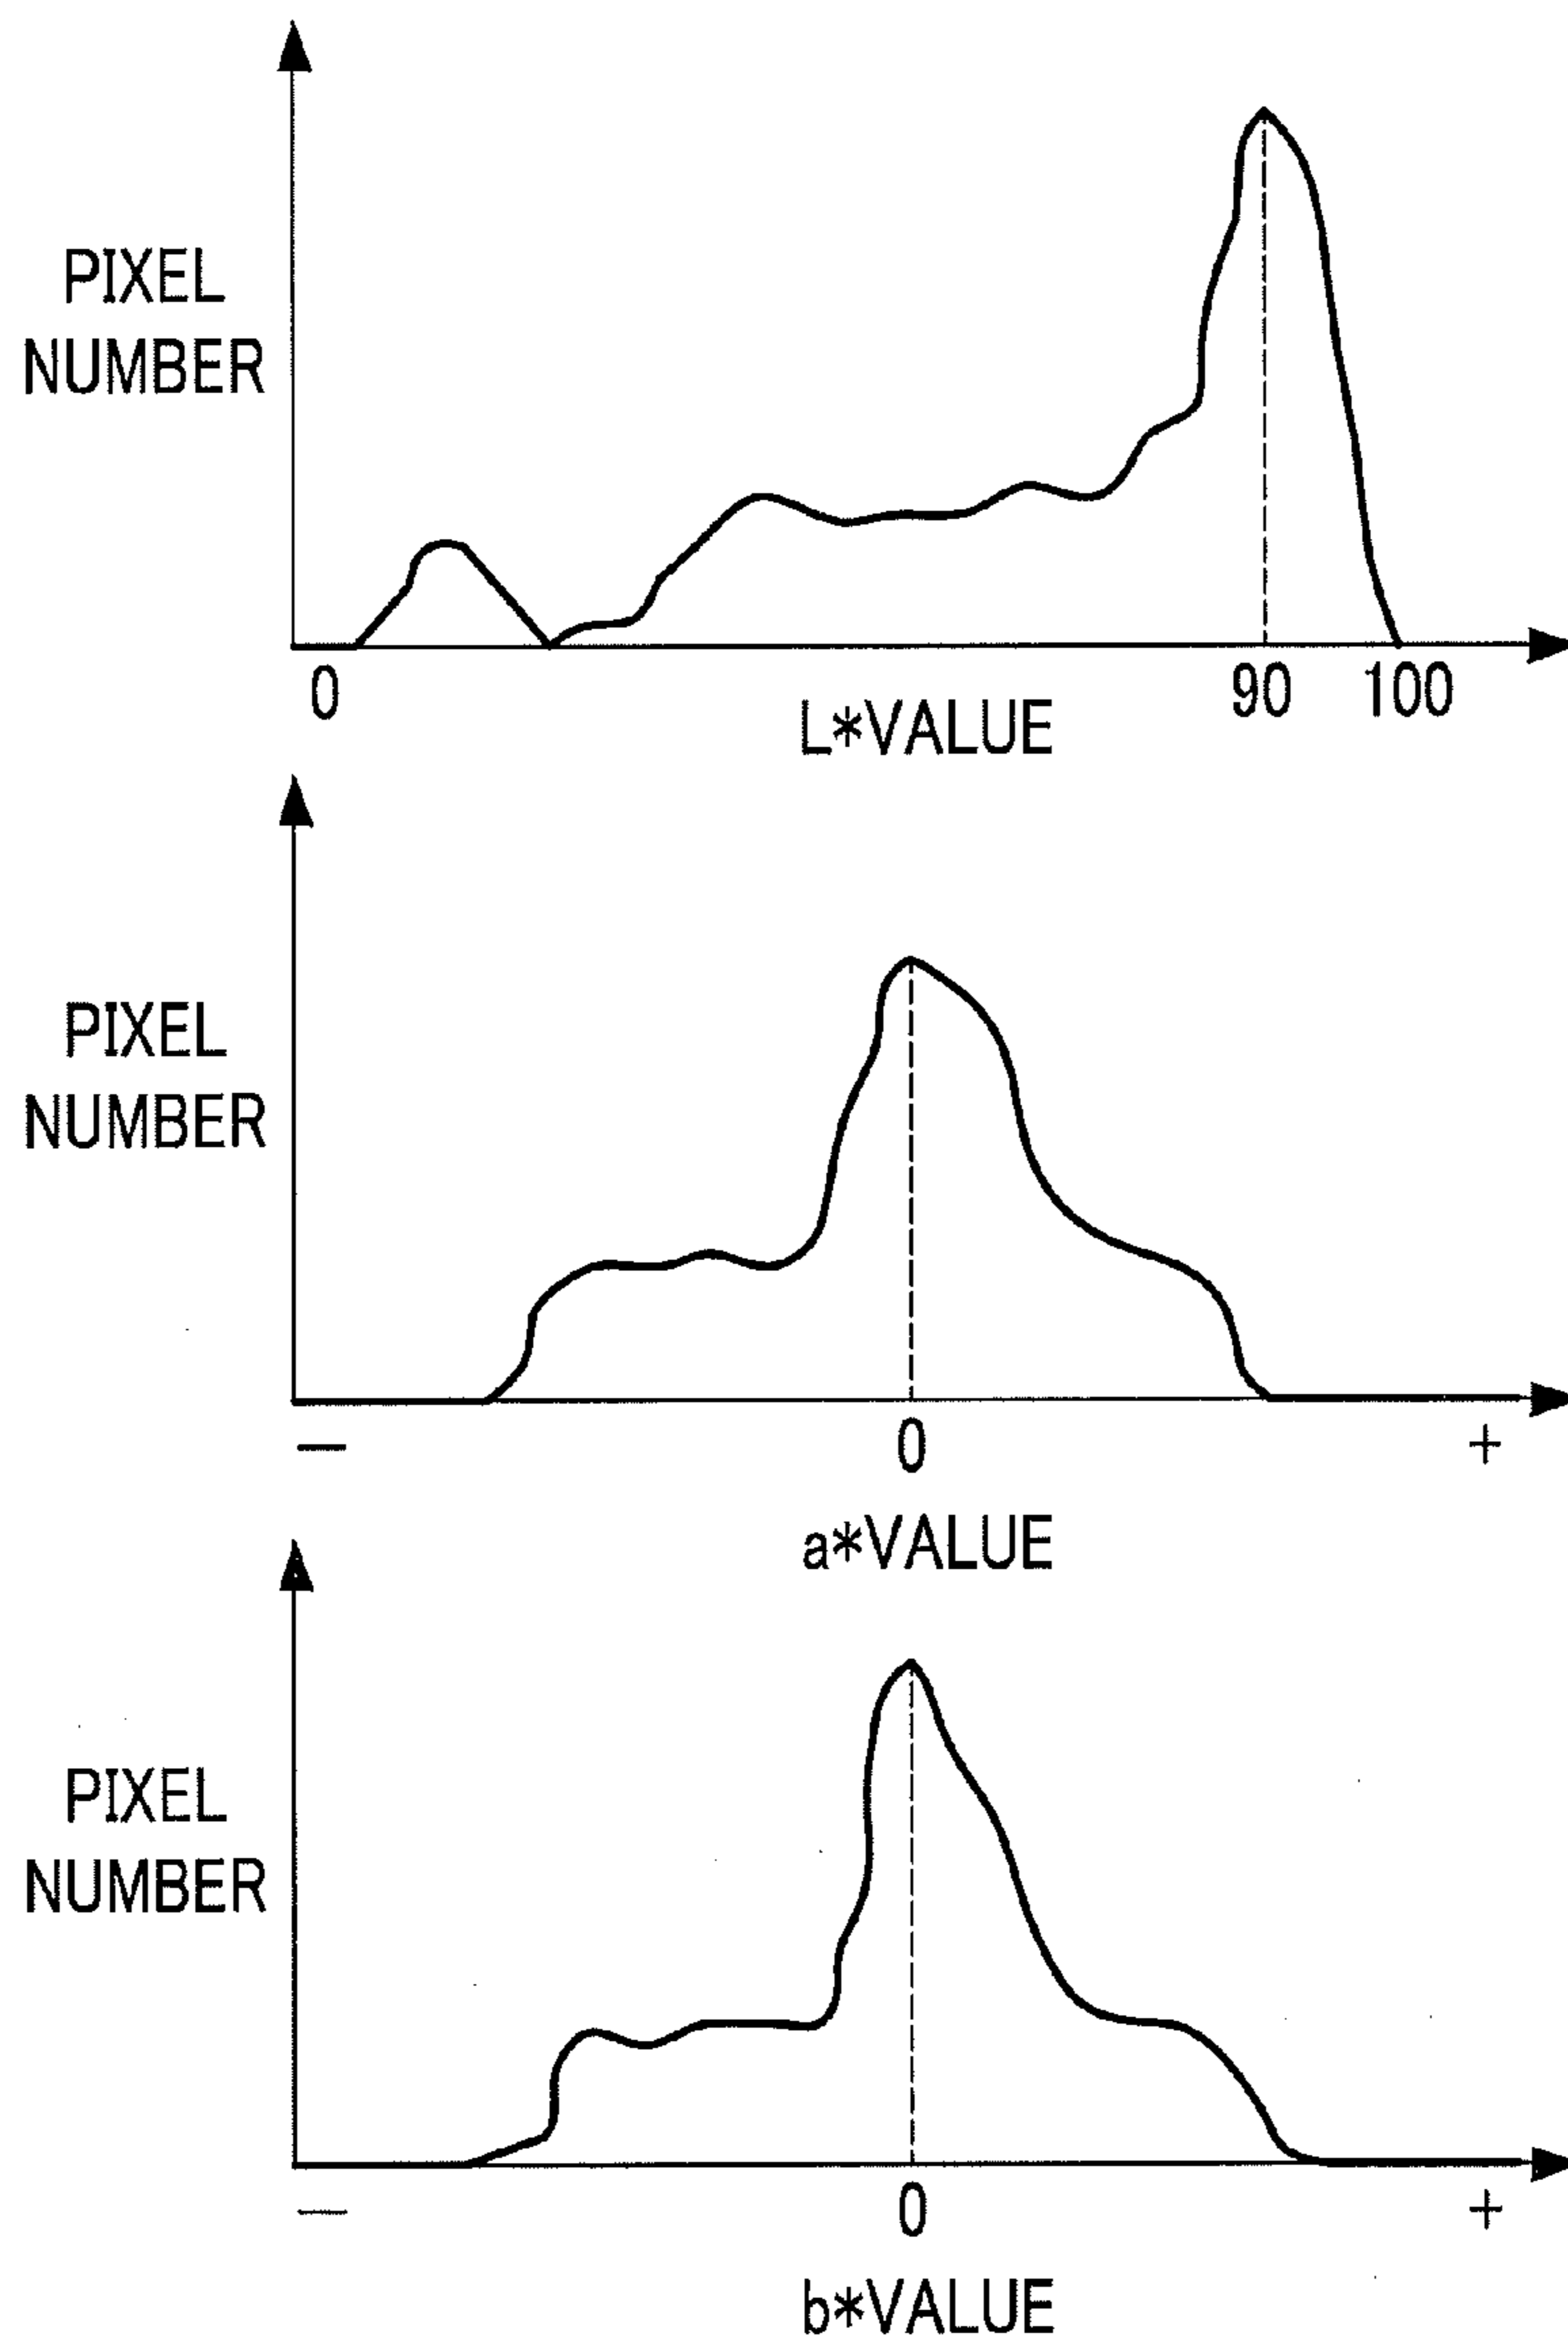 PIXEL
NUMBER
0
90
100
L*VALUE
PIXEL
NUMBER
−
0
+
a*VALUE
PIXEL
NUMBER
−
0
+
b*VALUE